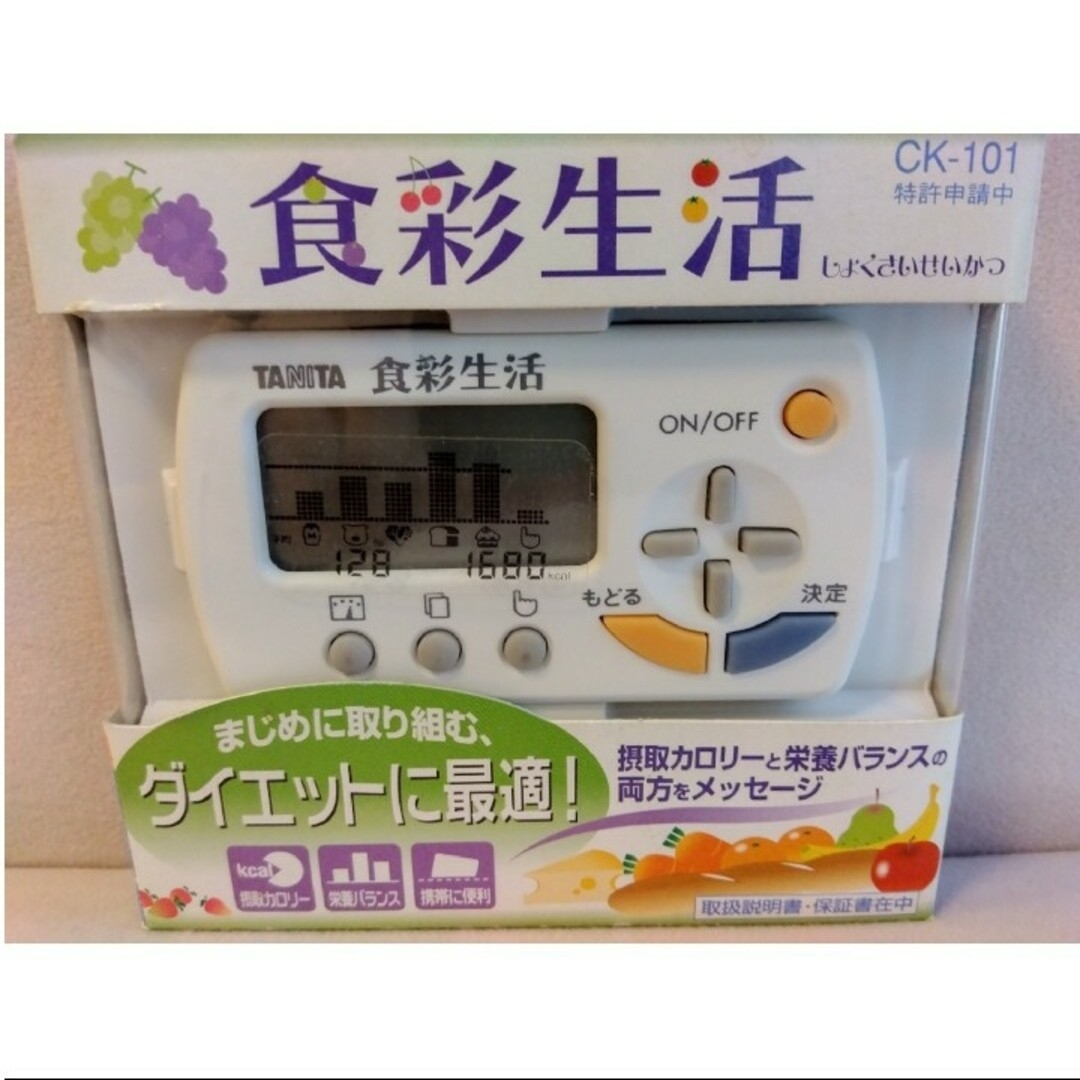 食彩生活
CK-101
特許申請中
しょくさいせいかつ
TANITA 食彩生活
ON/OFF
128 1680kcal
もどる
決定
まじめに取り組む、
ダイエットに最適!
摂取カロリーと栄養バランスの
両方をメッセージ
kcal
摂取カロリー
栄養バランス
携帯に便利
取扱説明書・保証書在中